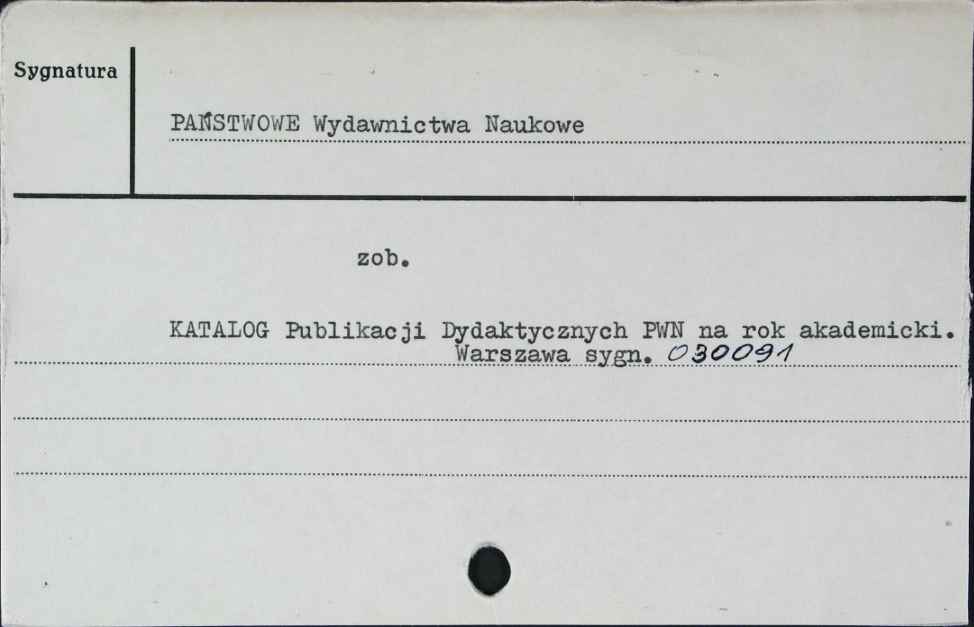 Sygnatura
PAŃSTWOWE Wydawnictwa Naukowe
zob.
KATALOG Publikacji Dydaktycznych PWN na rok akademicki.
Warszawa sygn. 030091